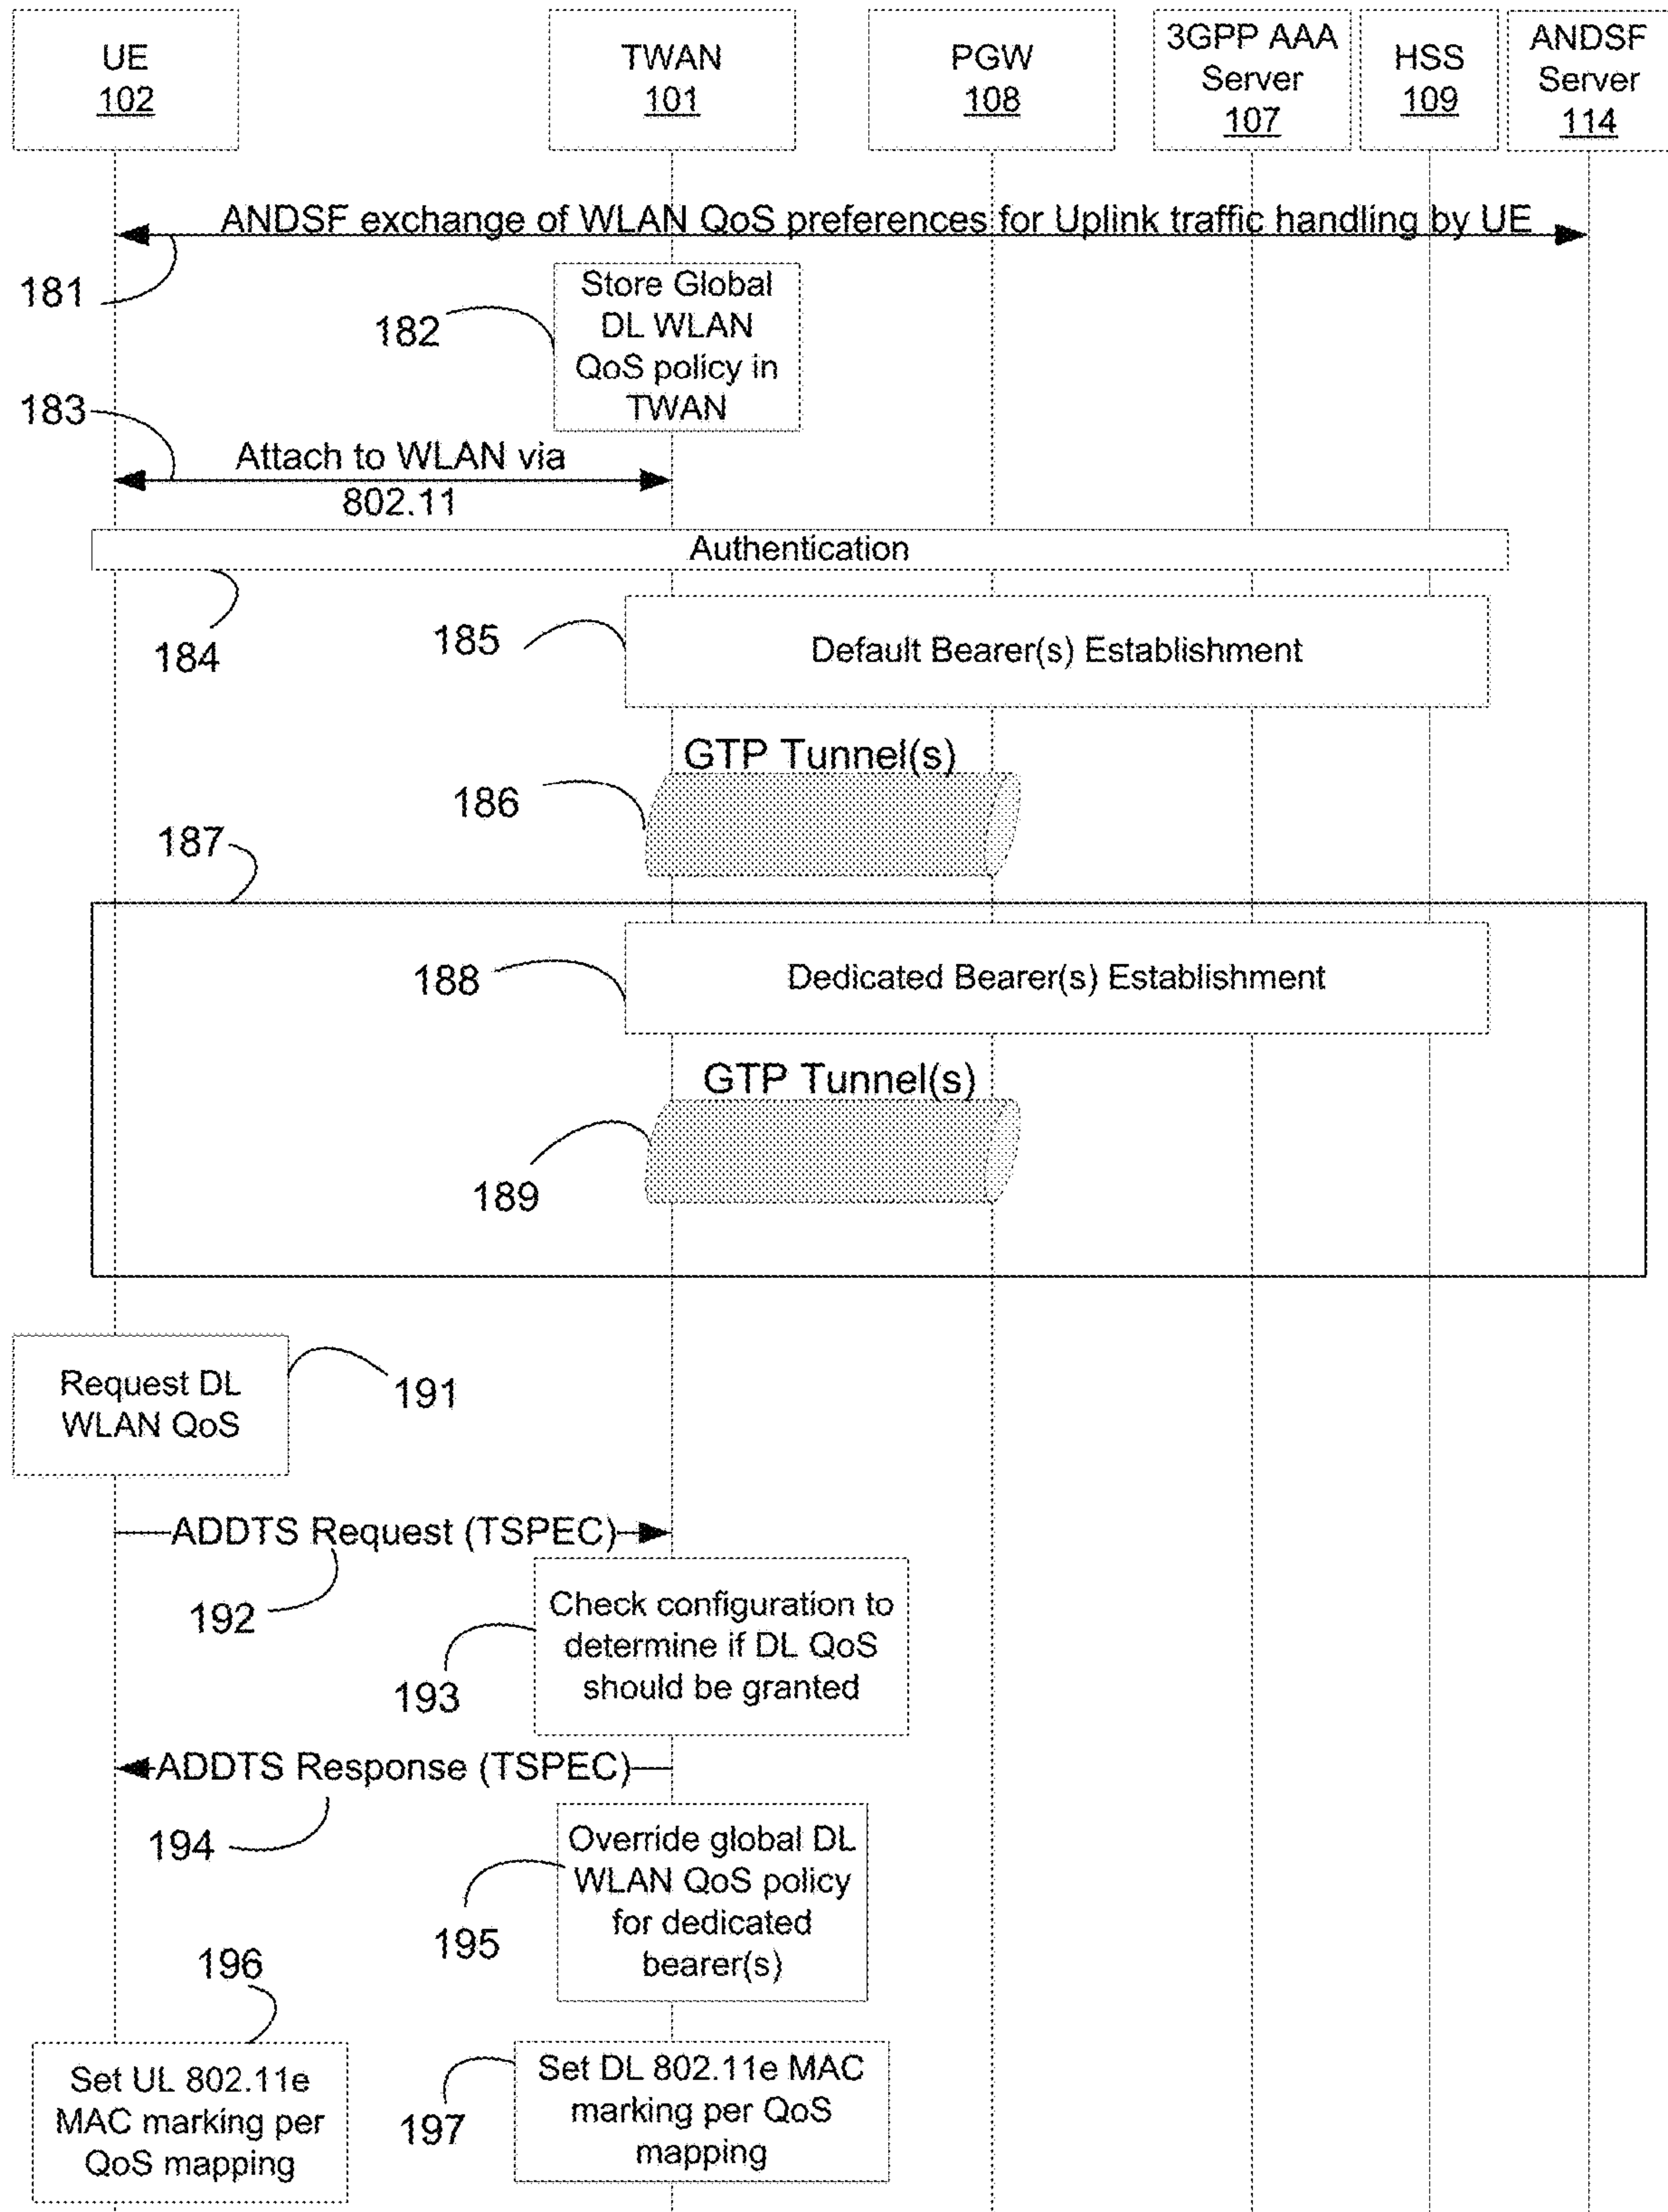 UE
102
TWAN
101
PGW
108
3GPP AAA
Server
107
HSS
109
ANDSF
Server
114
ANDSF exchange of WLAN QoS preferences for Uplink traffic handling by UE
181
Store Global
DL WLAN
QoS policy in
TWAN
182
183
Attach to WLAN via
802.11
Authentication
184
185
Default Bearer(s) Establishment
GTP Tunnel(s)
186
187
188
Dedicated Bearer(s) Establishment
GTP Tunnel(s)
189
Request DL
WLAN QoS
191
ADDTS Request (TSPEC)
192
Check configuration to
determine if DL QoS
should be granted
193
ADDTS Response (TSPEC)
194
Override global DL
WLAN QoS policy
for dedicated
bearer(s)
195
196
Set UL 802.11e
MAC marking per
QoS mapping
197
Set DL 802.11e MAC
marking per QoS
mapping